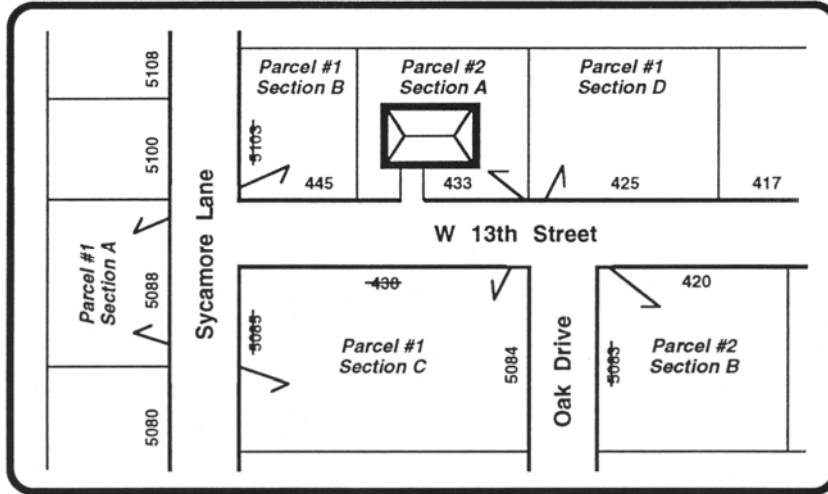 5108
5100
Parcel #1
Section A
5088
5080
Sycamore Lane
Parcel #1
Section B
5103
445
Parcel #2
Section A
433
Parcel #1
Section D
425
417
W 13th Street
430
5085
Parcel #1
Section C
5084
Oak Drive
420
5083
Parcel #2
Section B